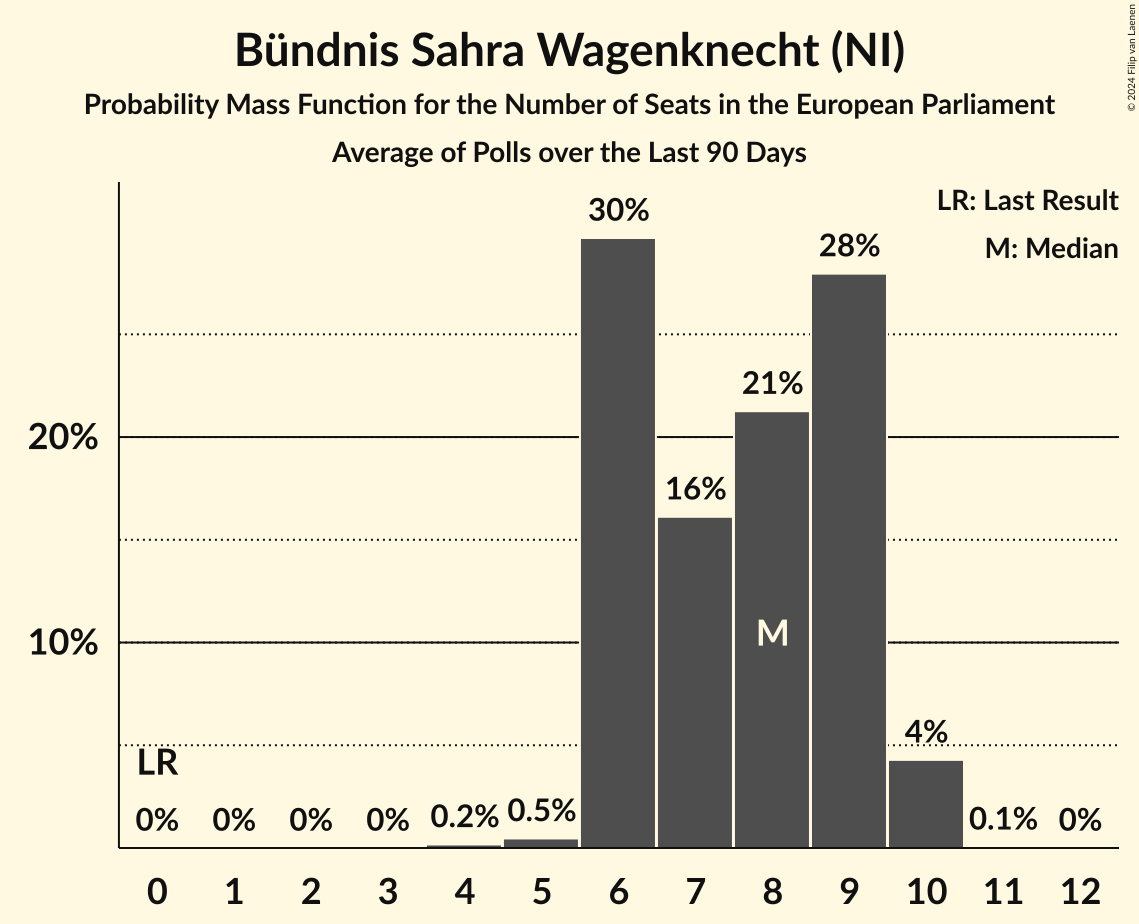 Bündnis Sahra Wagenknecht (NI)
Probability Mass Function for the Number of Seats in the European Parliament
Average of Polls over the Last 90 Days
© 2024 Filip van Laenen
LR: Last Result
M: Median
30%
28%
21%
20%
16%
10%
M
4%
LR
0% 0% 0% 0% 0.2% 0.5% 0.1% 0%
0 1 2 3 4 5 6 7 8 9 10 11 12